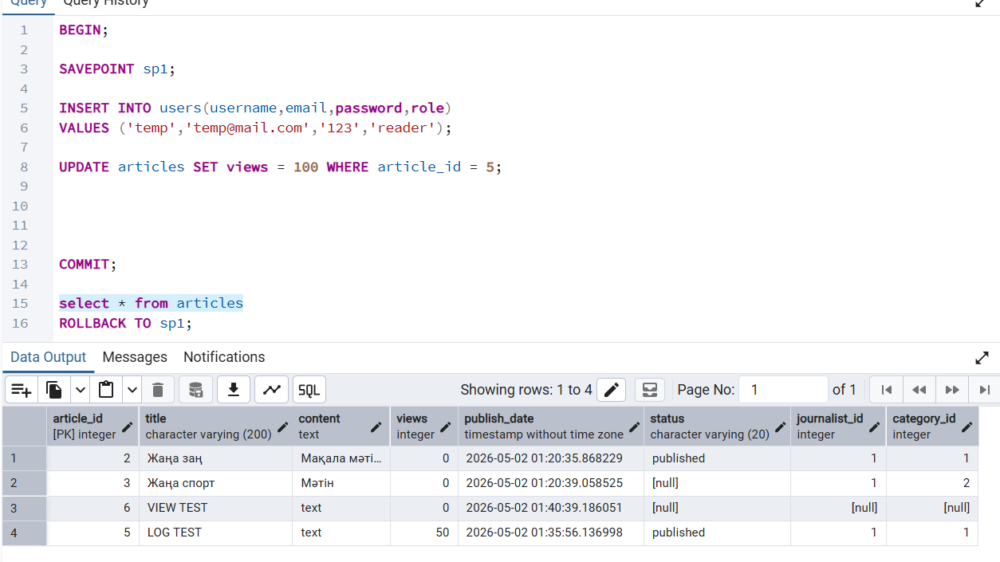 Query Query History
1 BEGIN;
2
3 SAVEPOINT sp1;
4
5 INSERT INTO users(username,email,password,role)
6 VALUES ('temp','temp@mail.com','123','reader');
7
8 UPDATE articles SET views = 100 WHERE article_id = 5;
9
10
11
12
13 COMMIT;
14
15 select * from articles
16 ROLLBACK TO sp1;
Data Output Messages Notifications
SQL Showing rows: 1 to 4 Page No: 1 of 1
article_id title content views publish_date status journalist_id category_id
[PK] integer character varying (200) text integer timestamp without time zone character varying (20) integer integer
1 2 Жаңа заң Мақала мәті... 0 2026-05-02 01:20:35.868229 published 1 1
2 3 Жаңа спорт Мәтін 0 2026-05-02 01:20:39.058525 [null] 1 2
3 6 VIEW TEST text 0 2026-05-02 01:40:39.186051 [null] [null] [null]
4 5 LOG TEST text 50 2026-05-02 01:35:56.136998 published 1 1